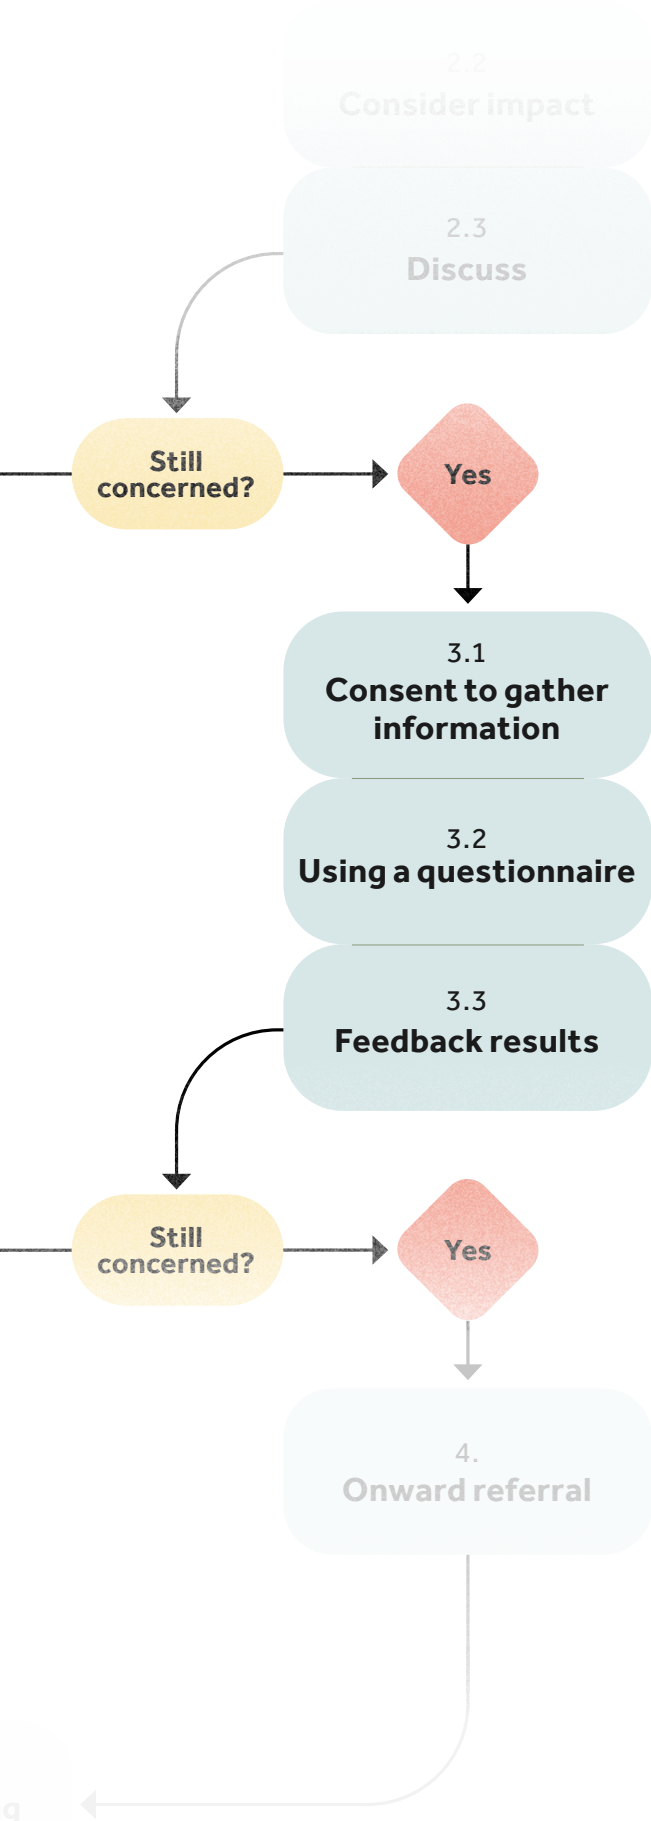 2.2
Consider impact
2.3
Discuss
Still
concerned?
Yes
3.1
Consent to gather
information
3.2
Using a questionnaire
3.3
Feedback results
Still
concerned?
Yes
4.
Onward referral